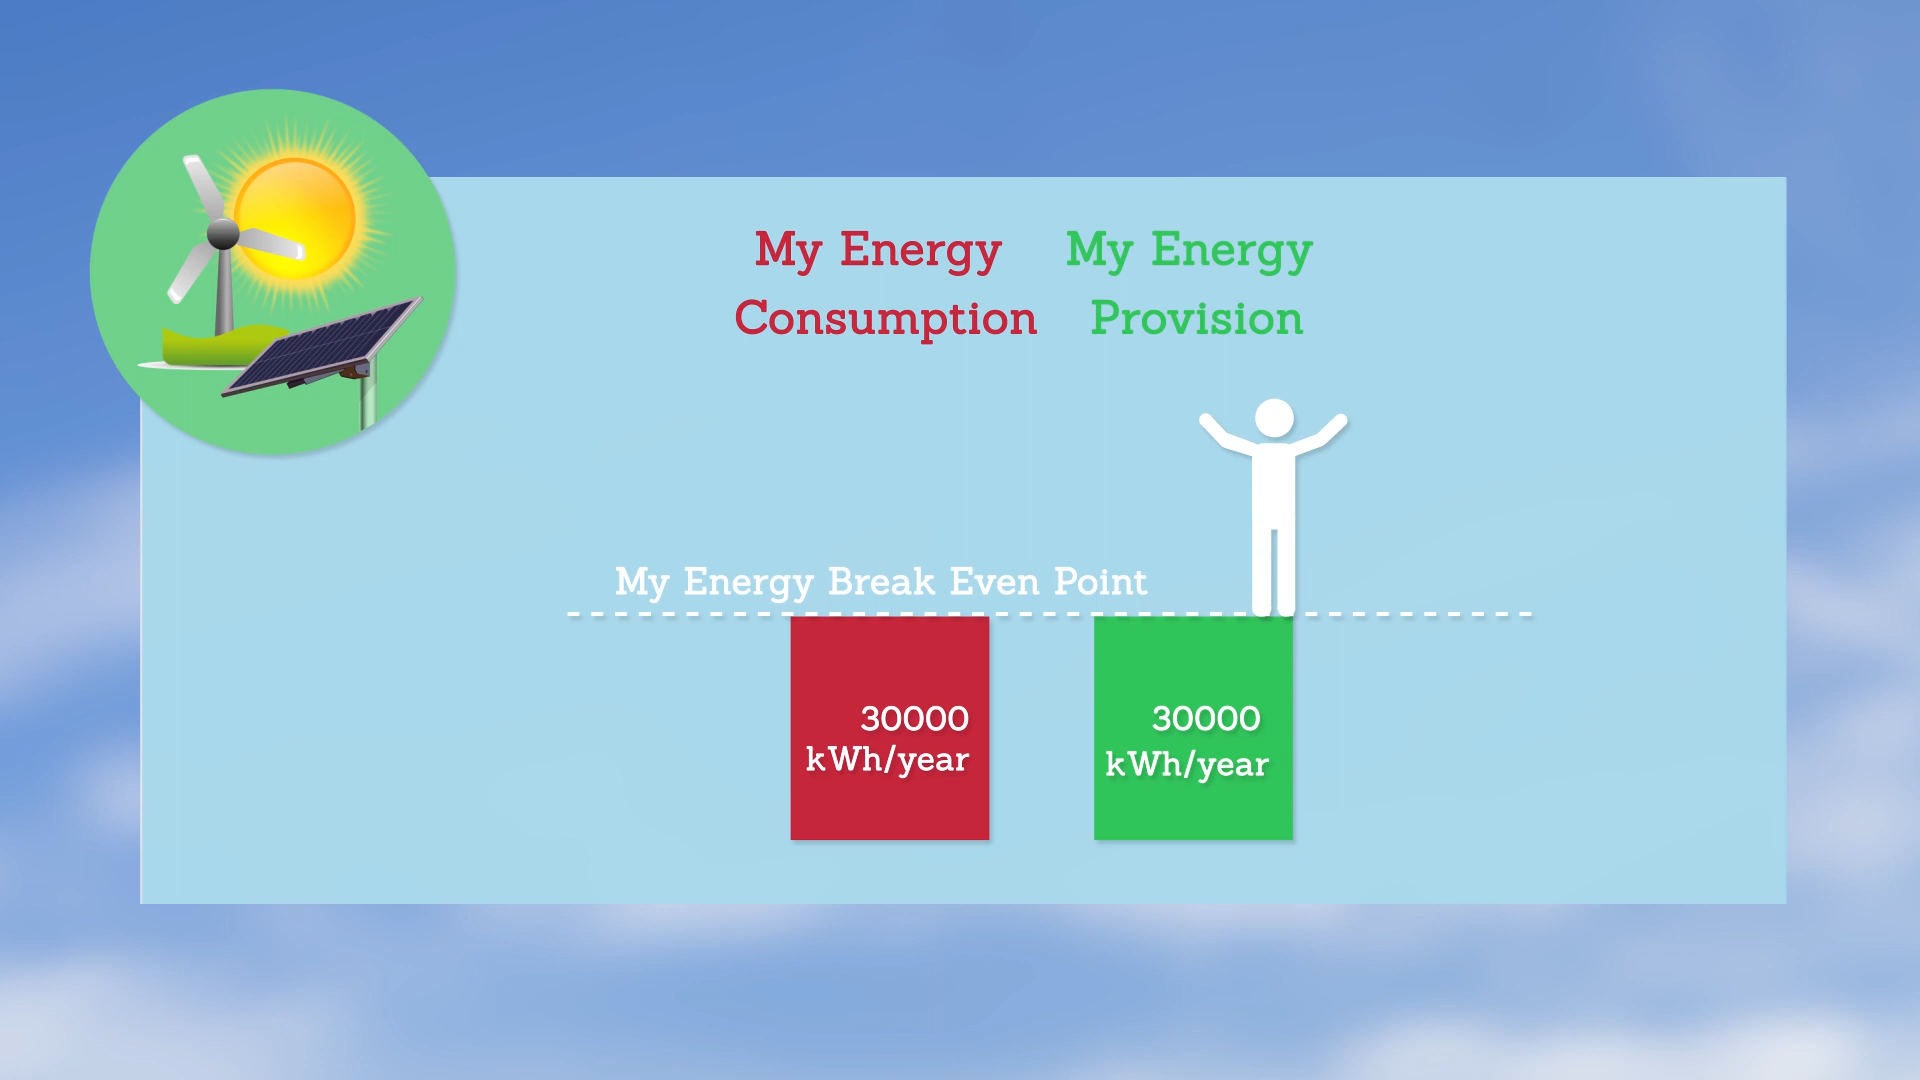 My Energy
Consumption
My Energy
Provision
My Energy Break Even Point
30000
kWh/year
30000
kWh/year